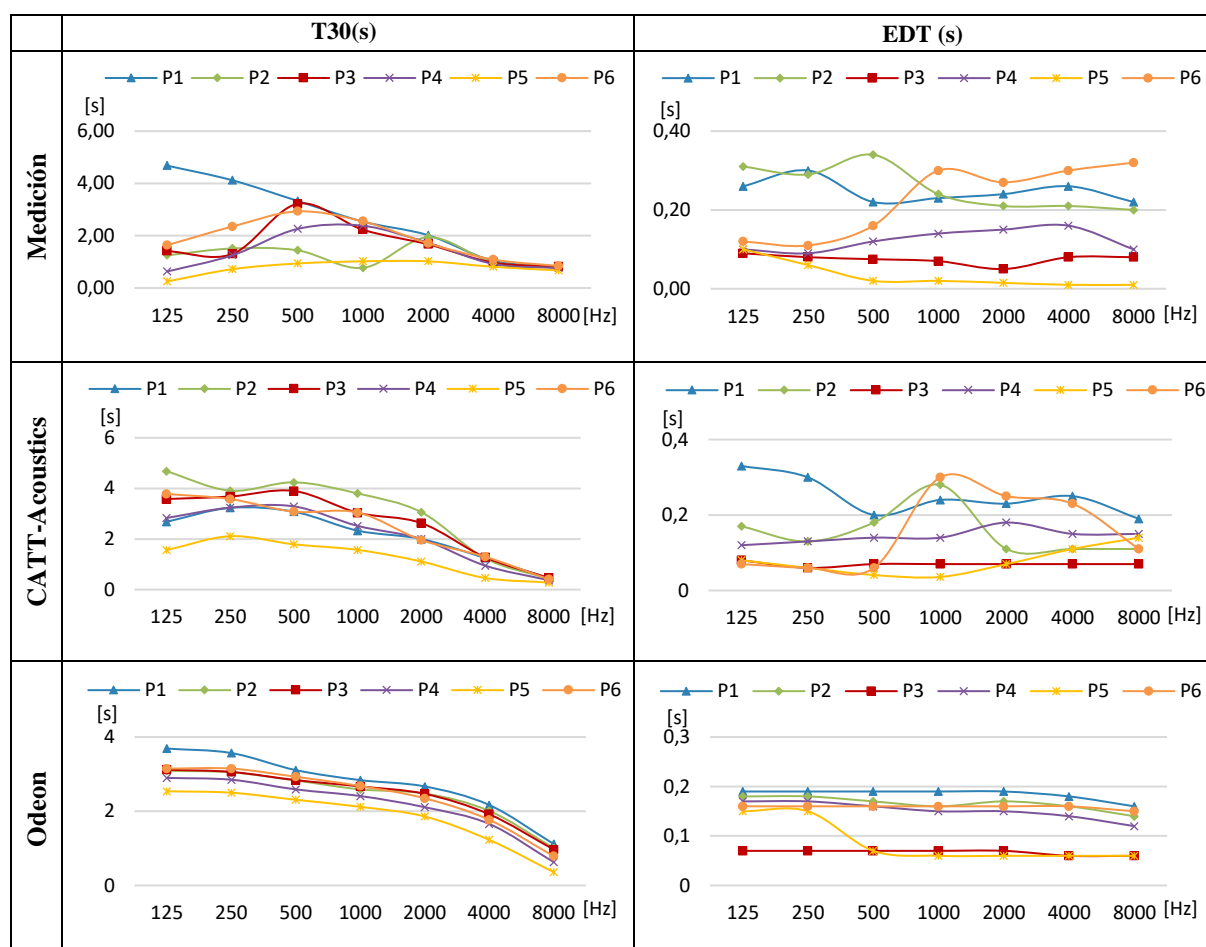 T30(s)
EDT (s)
Medición
P1 P2 P3 P4 P5 P6
[s]
6,00
4,00
2,00
0,00
125 250 500 1000 2000 4000 8000 [Hz]
P1 P2 P3 P4 P5 P6
[s]
0,40
0,20
0,00
125 250 500 1000 2000 4000 8000 [Hz]
CATT-Acoustics
P1 P2 P3 P4 P5 P6
[s]
6
4
2
0
125 250 500 1000 2000 4000 8000 [Hz]
P1 P2 P3 P4 P5 P6
[s]
0,4
0,2
0
125 250 500 1000 2000 4000 8000 [Hz]
Odeon
P1 P2 P3 P4 P5 P6
[s]
4
2
0
125 250 500 1000 2000 4000 8000 [Hz]
P1 P2 P3 P4 P5 P6
[s]
0,3
0,2
0,1
0
125 250 500 1000 2000 4000 8000 [Hz]